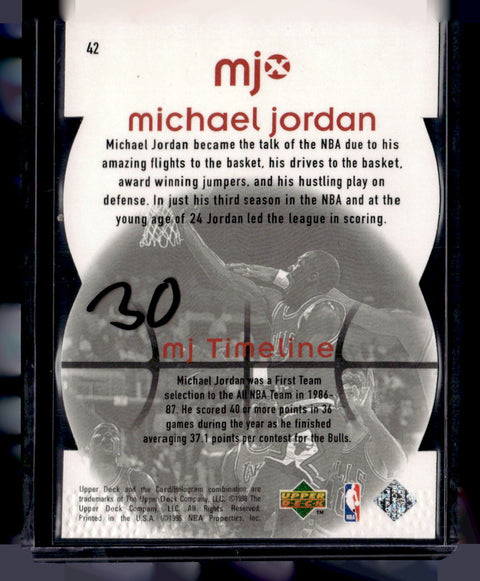 42
mjx
michael jordan
Michael Jordan became the talk of the NBA due to his
amazing flights to the basket, his drives to the basket,
award winning jumpers, and his hustling play on
defense. In just his third season in the NBA and at the
young age of 24 Jordan led the league in scoring.
30
mj Timeline
Michael Jordan was a First Team
selection to the All NBA Team in 1986-
87. He scored 40 or more points in 36
games during the year as he finished
averaging 37.1 points per contest for the Bulls.
Upper Deck and the Card/Hologram combination are
trademarks of The Upper Deck Company, LLC. ©1998 The
Upper Deck Company, LLC. All Rights Reserved.
Printed in the U.S.A. ©1998 NBA Properties, Inc.
UPPER
DECK
TM
NBA